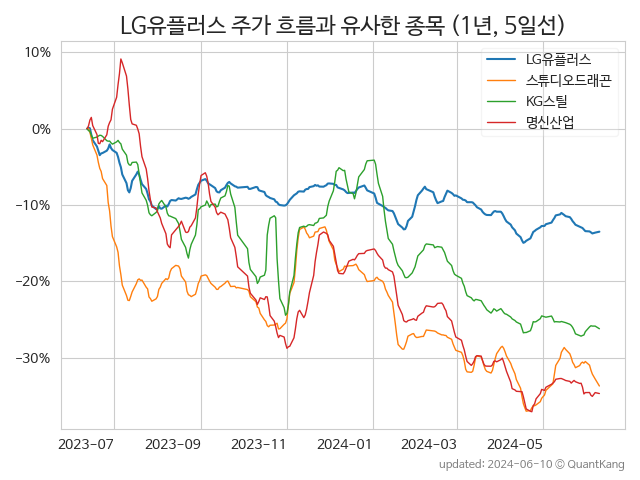 LG유플러스 주가 흐름과 유사한 종목 (1년, 5일선)
LG유플러스
스튜디오드래곤
KG스틸
명신산업
10%
0%
−10%
−20%
−30%
2023-07
2023-09
2023-11
2024-01
2024-03
2024-05
updated: 2024-06-10 © QuantKang